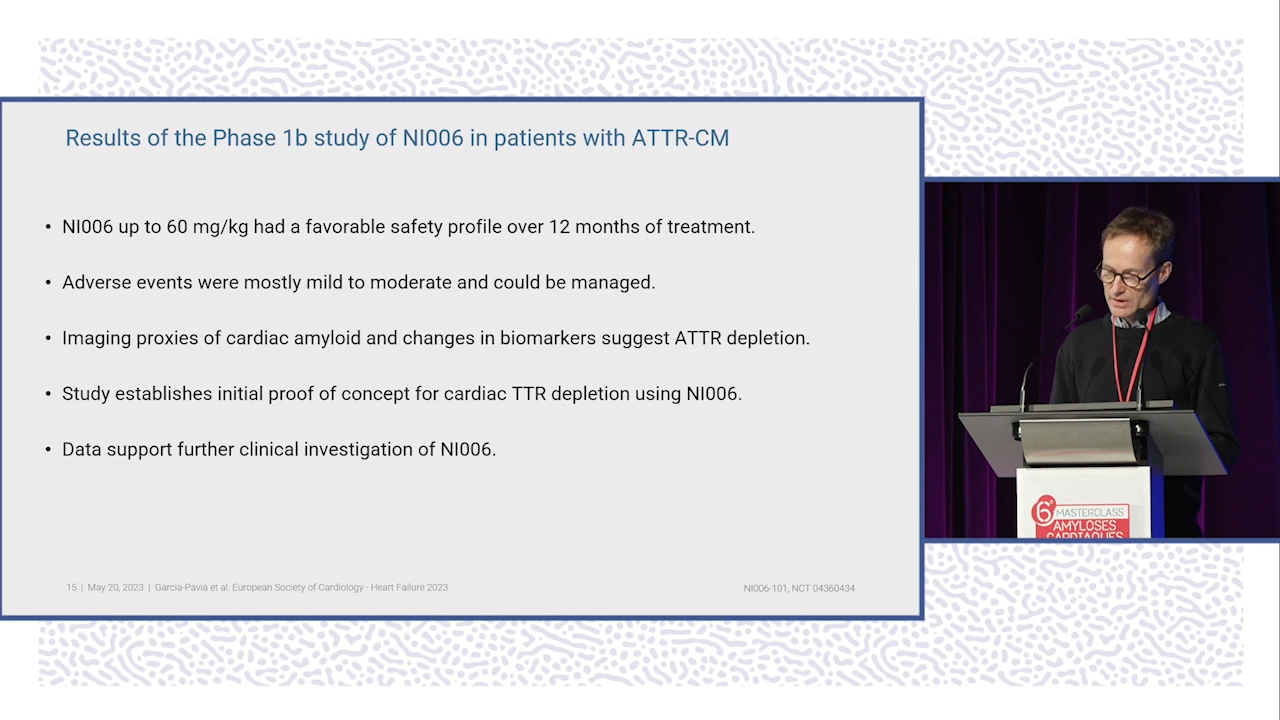 Results of the Phase 1b study of NI006 in patients with ATTR-CM
• NI006 up to 60 mg/kg had a favorable safety profile over 12 months of treatment.
• Adverse events were mostly mild to moderate and could be managed.
• Imaging proxies of cardiac amyloid and changes in biomarkers suggest ATTR depletion.
• Study establishes initial proof of concept for cardiac TTR depletion using NI006.
• Data support further clinical investigation of NI006.
15 | May 20, 2023 | Garcia-Pavia et al. European Society of Cardiology - Heart Failure 2023
NI006-101, NCT 04360434
6e MASTERCLASS
AMYLOSES
CARDIAQUES